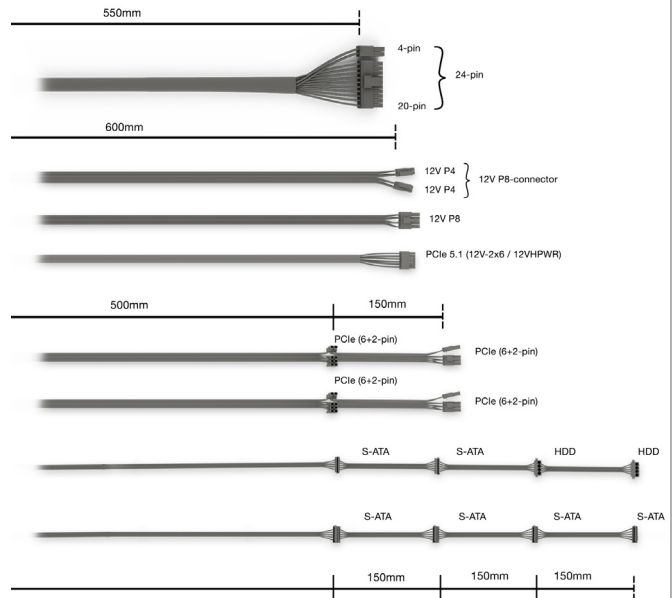 550mm
4-pin
24-pin
20-pin
600mm
12V P4
12V P4
12V P8-connector
12V P8
PCIe 5.1 (12V-2x6 / 12VHPWR)
500mm
150mm
PCIe (6+2-pin)
PCIe (6+2-pin)
PCIe (6+2-pin)
PCIe (6+2-pin)
S-ATA
S-ATA
HDD
HDD
S-ATA
S-ATA
S-ATA
S-ATA
150mm
150mm
150mm